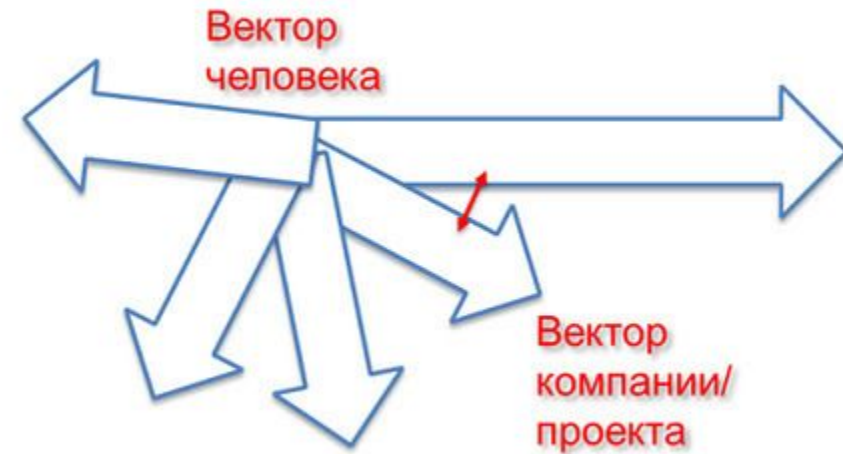 Вектор
человека
Вектор
компании/
проекта